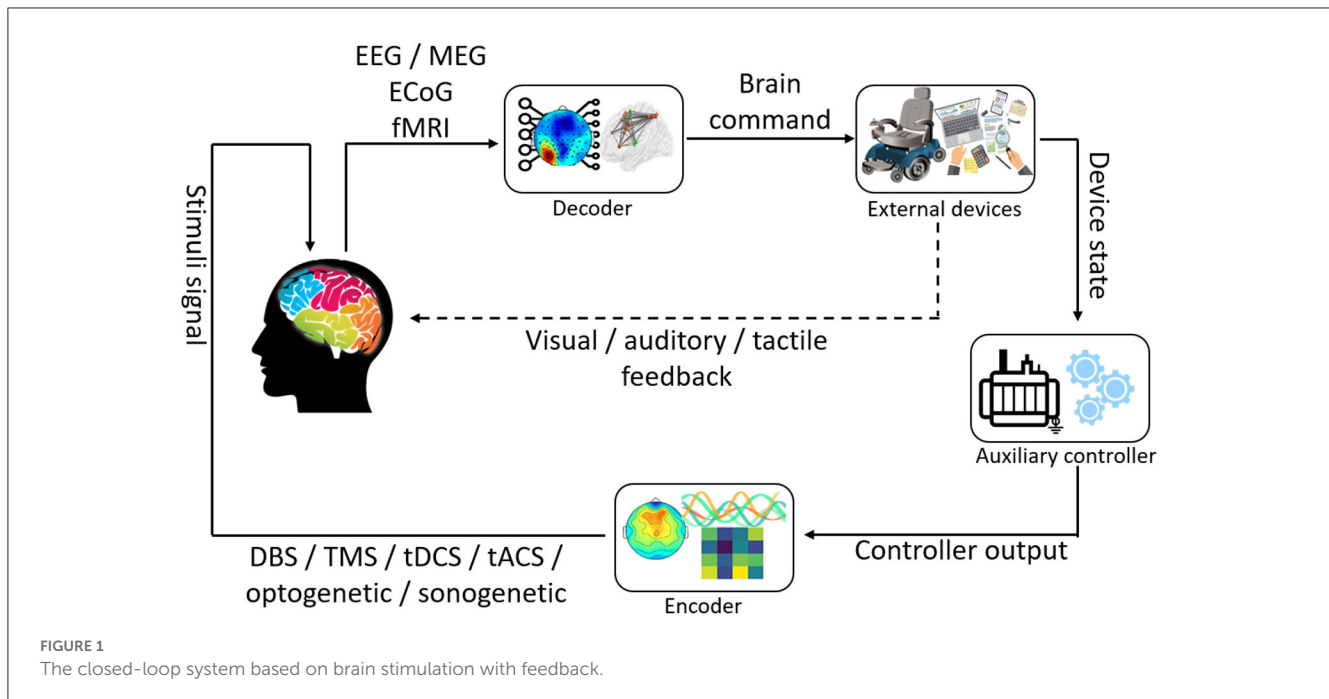 EEG / MEG
ECoG
fMRI
Brain
command
Decoder
External devices
Device state
Stimuli signal
Visual / auditory / tactile
feedback
Auxiliary controller
Controller output
Encoder
DBS / TMS / tDCS / tACS /
optogenetic / sonogenetic
FIGURE 1
The closed-loop system based on brain stimulation with feedback.